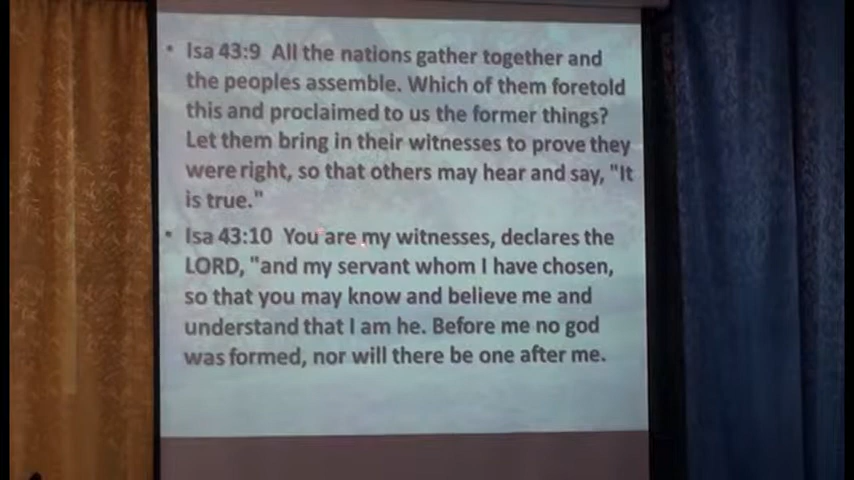 • Isa 43:9 All the nations gather together and
the peoples assemble. Which of them foretold
this and proclaimed to us the former things?
Let them bring in their witnesses to prove they
were right, so that others may hear and say, "It
is true."
• Isa 43:10 You are my witnesses, declares the
LORD, "and my servant whom I have chosen,
so that you may know and believe me and
understand that I am he. Before me no god
was formed, nor will there be one after me.